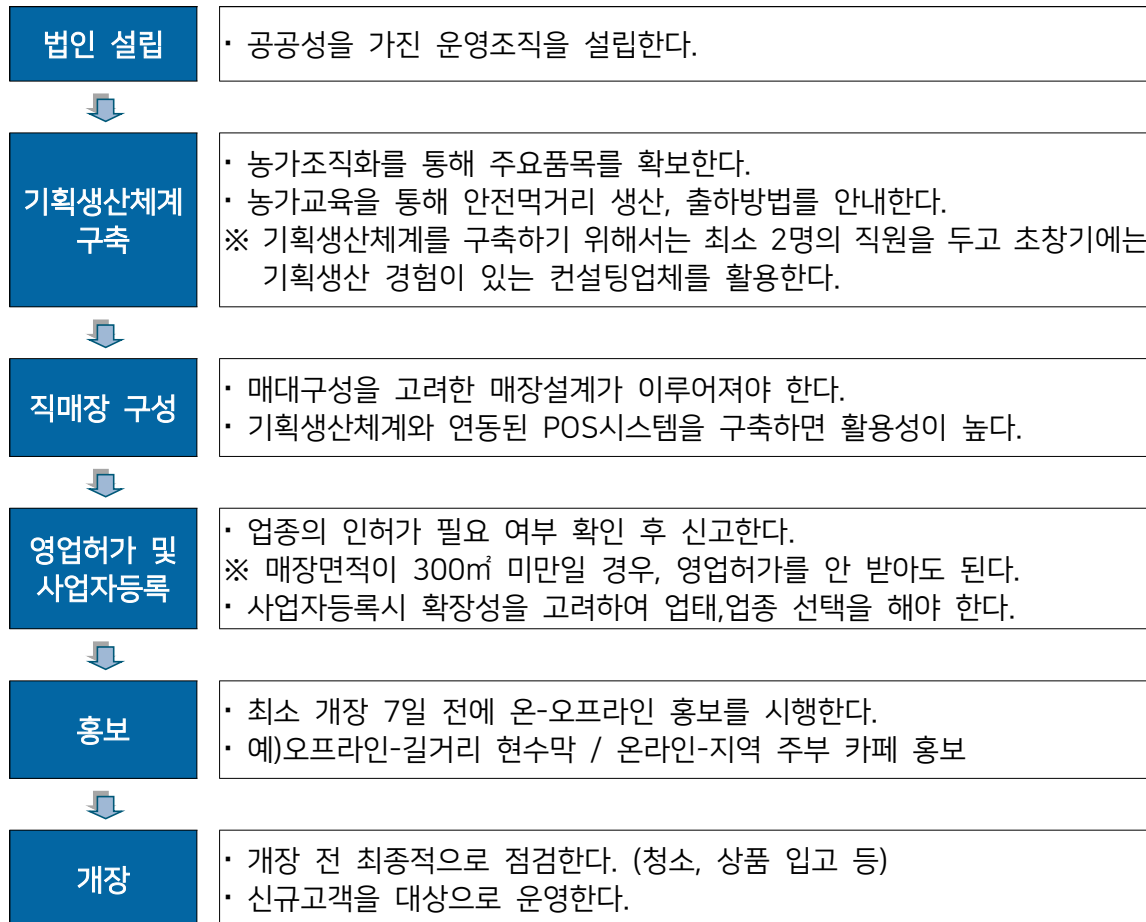 법인 설립
· 공공성을 가진 운영조직을 설립한다.
기획생산체계
구축
· 농가조직화를 통해 주요품목를 확보한다.
· 농가교육을 통해 안전먹거리 생산, 출하방법를 안내한다.
※ 기획생산체계를 구축하기 위해서는 최소 2명의 직원을 두고 초창기에는
기획생산 경험이 있는 컨설팅업체를 활용한다.
직매장 구성
· 매대구성을 고려한 매장설계가 이루어져야 한다.
· 기획생산체계와 연동된 POS시스템을 구축하면 활용성이 높다.
영업허가 및
사업자등록
· 업종의 인허가 필요 여부 확인 후 신고한다.
※ 매장면적이 300㎡ 미만일 경우, 영업허가를 안 받아도 된다.
· 사업자등록시 확장성을 고려하여 업태,업종 선택을 해야 한다.
홍보
· 최소 개장 7일 전에 온-오프라인 홍보를 시행한다.
· 예)오프라인-길거리 현수막 / 온라인-지역 주부 카페 홍보
개장
· 개장 전 최종적으로 점검한다. (청소, 상품 입고 등)
· 신규고객을 대상으로 운영한다.